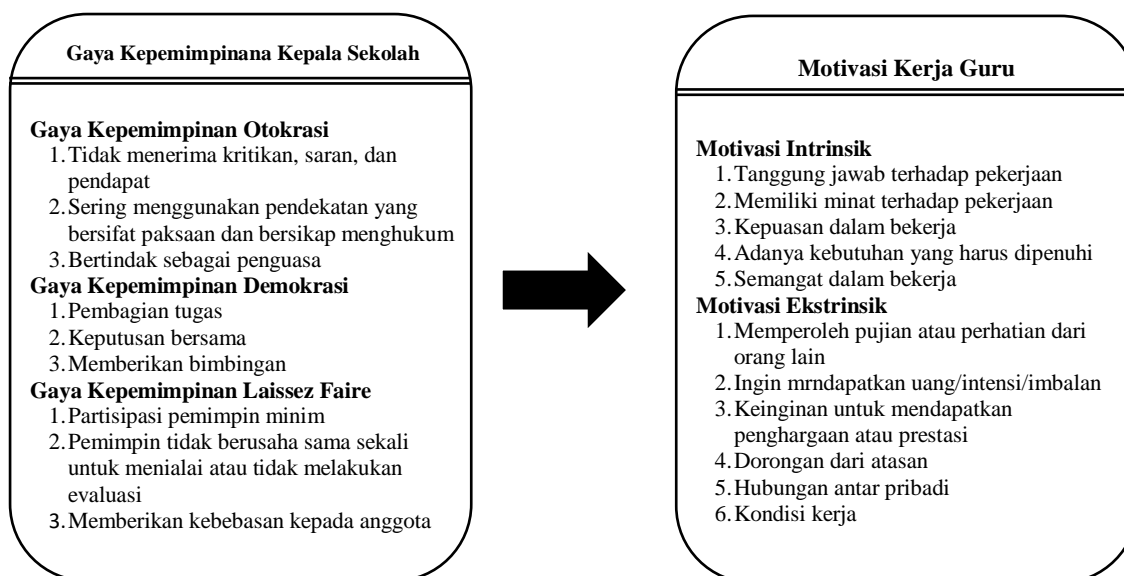 Gaya Kepemimpinana Kepala Sekolah
Gaya Kepemimpinan Otokrasi
1.Tidak menerima kritikan, saran, dan
pendapat
2.Sering menggunakan pendekatan yang
bersifat paksaan dan bersikap menghukum
3.Bertindak sebagai penguasa
Gaya Kepemimpinan Demokrasi
1.Pembagian tugas
2.Keputusan bersama
3.Memberikan bimbingan
Gaya Kepemimpinan Laissez Faire
1.Partisipasi pemimpin minim
2.Pemimpin tidak berusaha sama sekali
untuk menialai atau tidak melakukan
evaluasi
3.Memberikan kebebasan kepada anggota
Motivasi Kerja Guru
Motivasi Intrinsik
1.Tanggung jawab terhadap pekerjaan
2.Memiliki minat terhadap pekerjaan
3.Kepuasan dalam bekerja
4.Adanya kebutuhan yang harus dipenuhi
5.Semangat dalam bekerja
Motivasi Ekstrinsik
1.Memperoleh pujian atau perhatian dari
orang lain
2.Ingin mrndapatkan uang/intensi/imbalan
3.Keinginan untuk mendapatkan
penghargaan atau prestasi
4.Dorongan dari atasan
5.Hubungan antar pribadi
6.Kondisi kerja